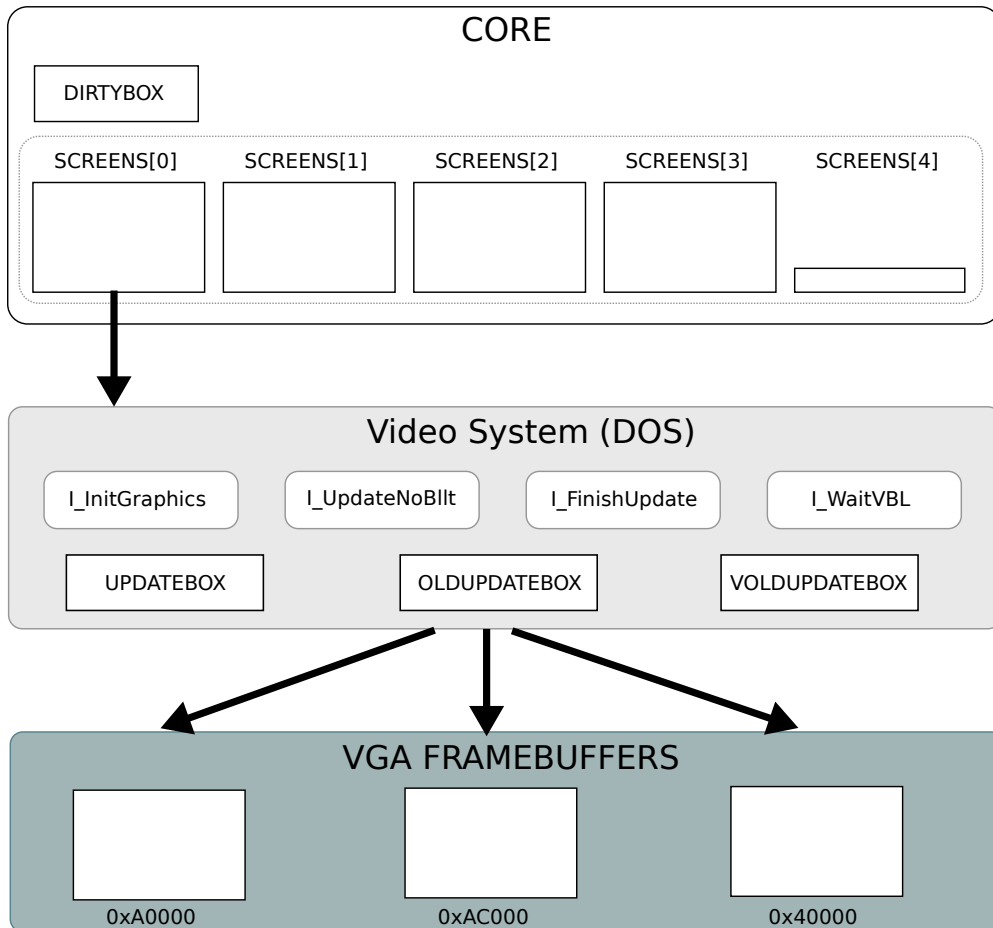 CORE
DIRTYBOX
SCREENS[0] SCREENS[1] SCREENS[2] SCREENS[3] SCREENS[4]
Video System (DOS)
I_InitGraphics I_UpdateNoBllt I_FinishUpdate I_WaitVBL
UPDATEBOX OLDUPDATEBOX VOLDUPDATEBOX
VGA FRAMEBUFFERS
0xA0000 0xAC000 0x40000